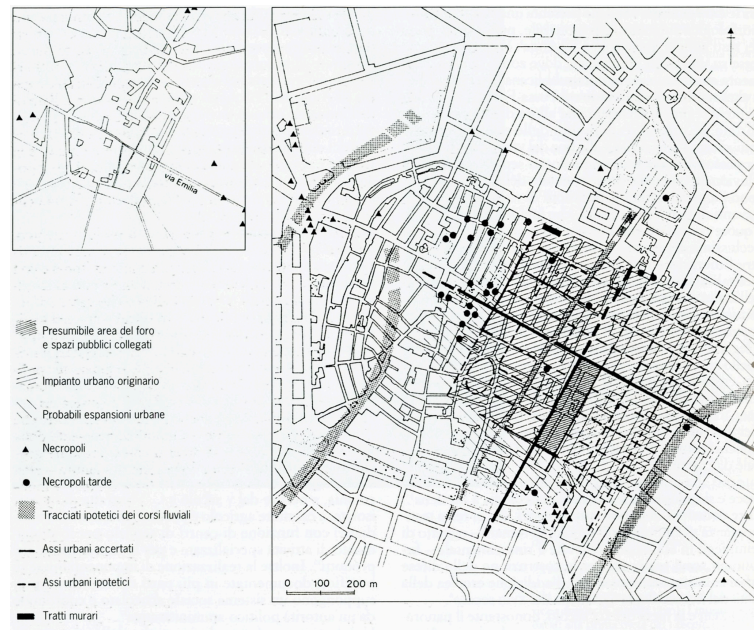 via Emilia
Presumibile area del foro
e spazi pubblici collegati
Impianto urbano originario
Probabili espansioni urbane
Necropoli
Necropoli tarde
Tracciati ipotetici dei corsi fluviali
Assi urbani accertati
Assi urbani ipotetici
Tratti murari
0 100 200 m